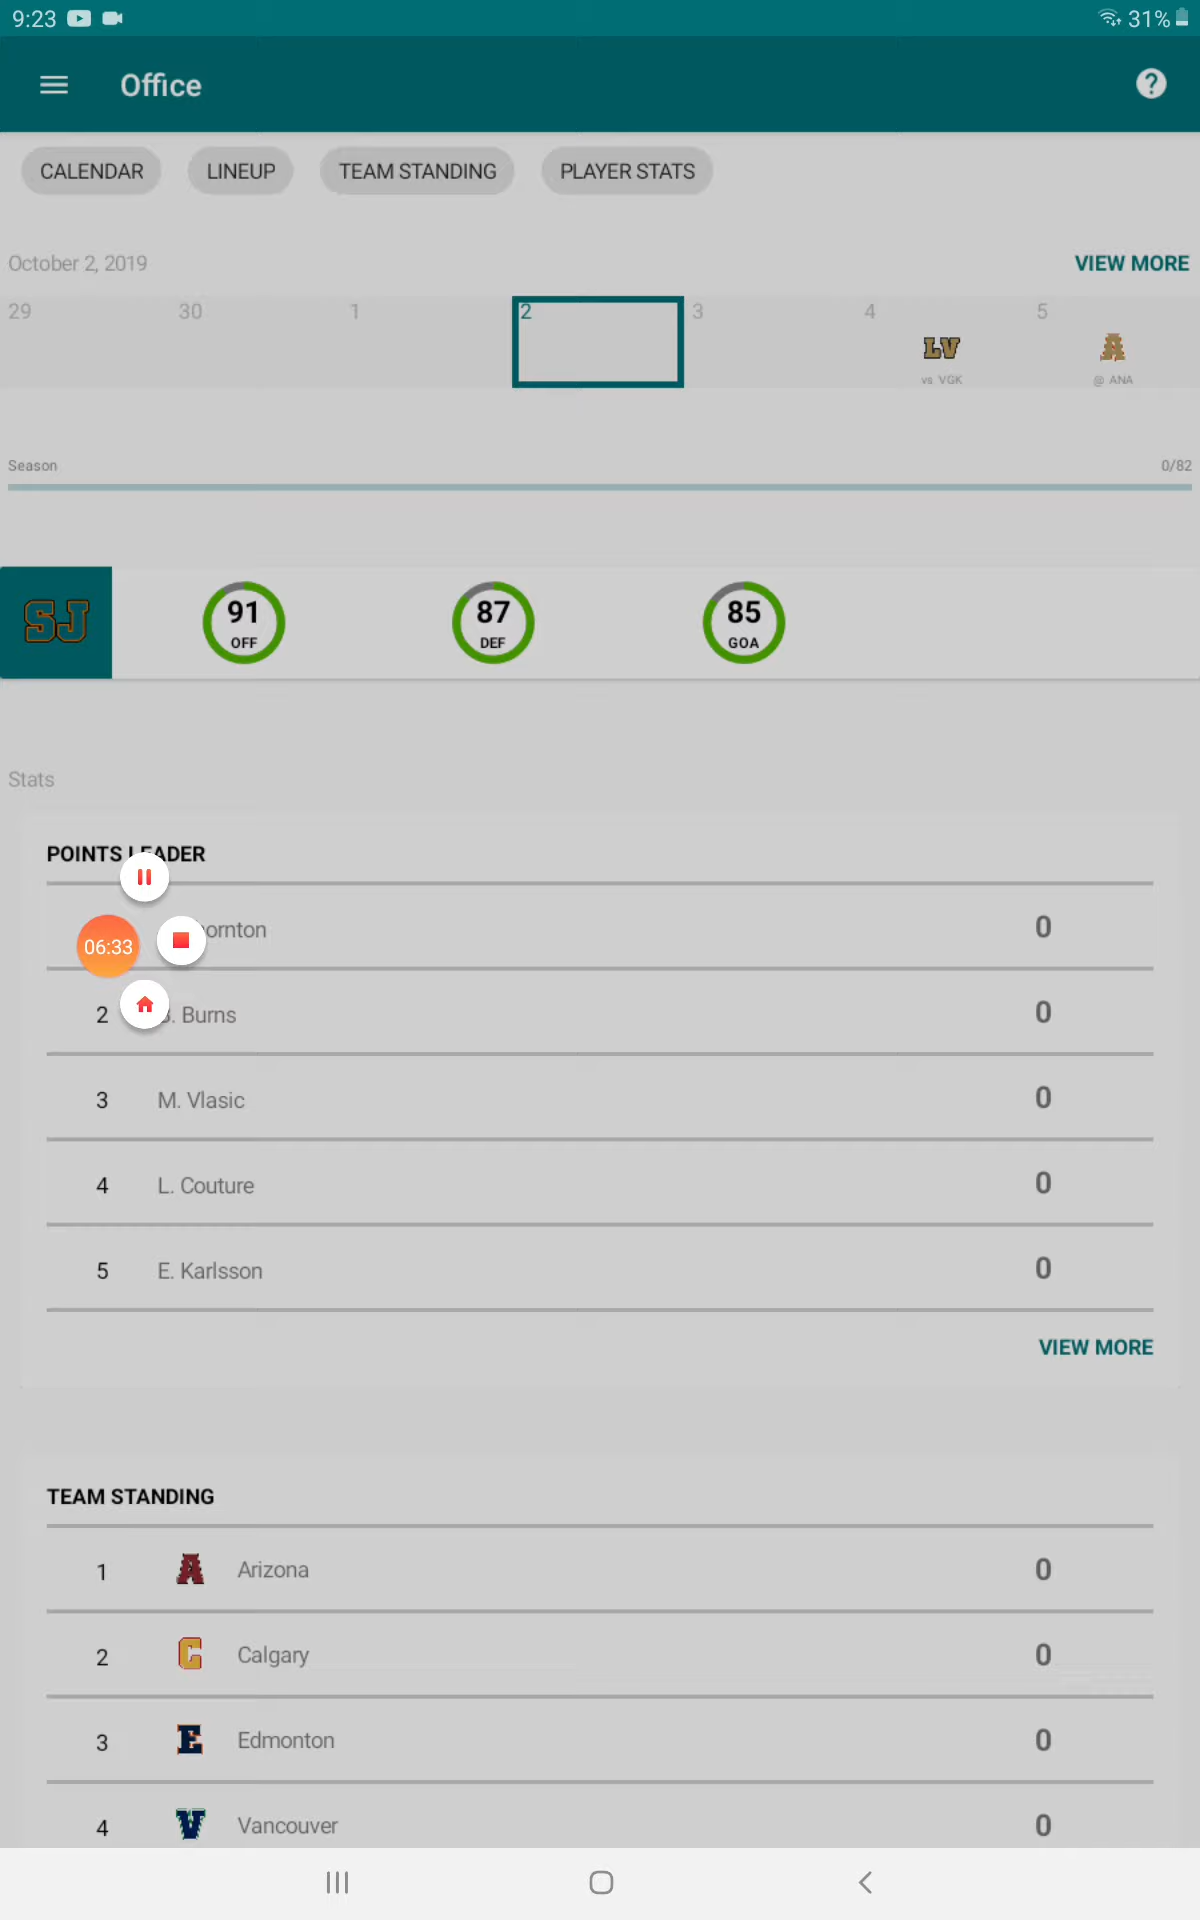 9:23 31%
Office ?
CALENDAR LINEUP TEAM STANDING PLAYER STATS
October 2, 2019 VIEW MORE
29 30 1 2 3 4 5
LV A
vs VGK @ ANA
Season 0/82
SJ 91 OFF 87 DEF 85 GOA
Stats
POINTS LEADER
ornton 0
06:33
2 B. Burns 0
3 M. Vlasic 0
4 L. Couture 0
5 E. Karlsson 0
VIEW MORE
TEAM STANDING
1 A Arizona 0
2 C Calgary 0
3 E Edmonton 0
4 V Vancouver 0